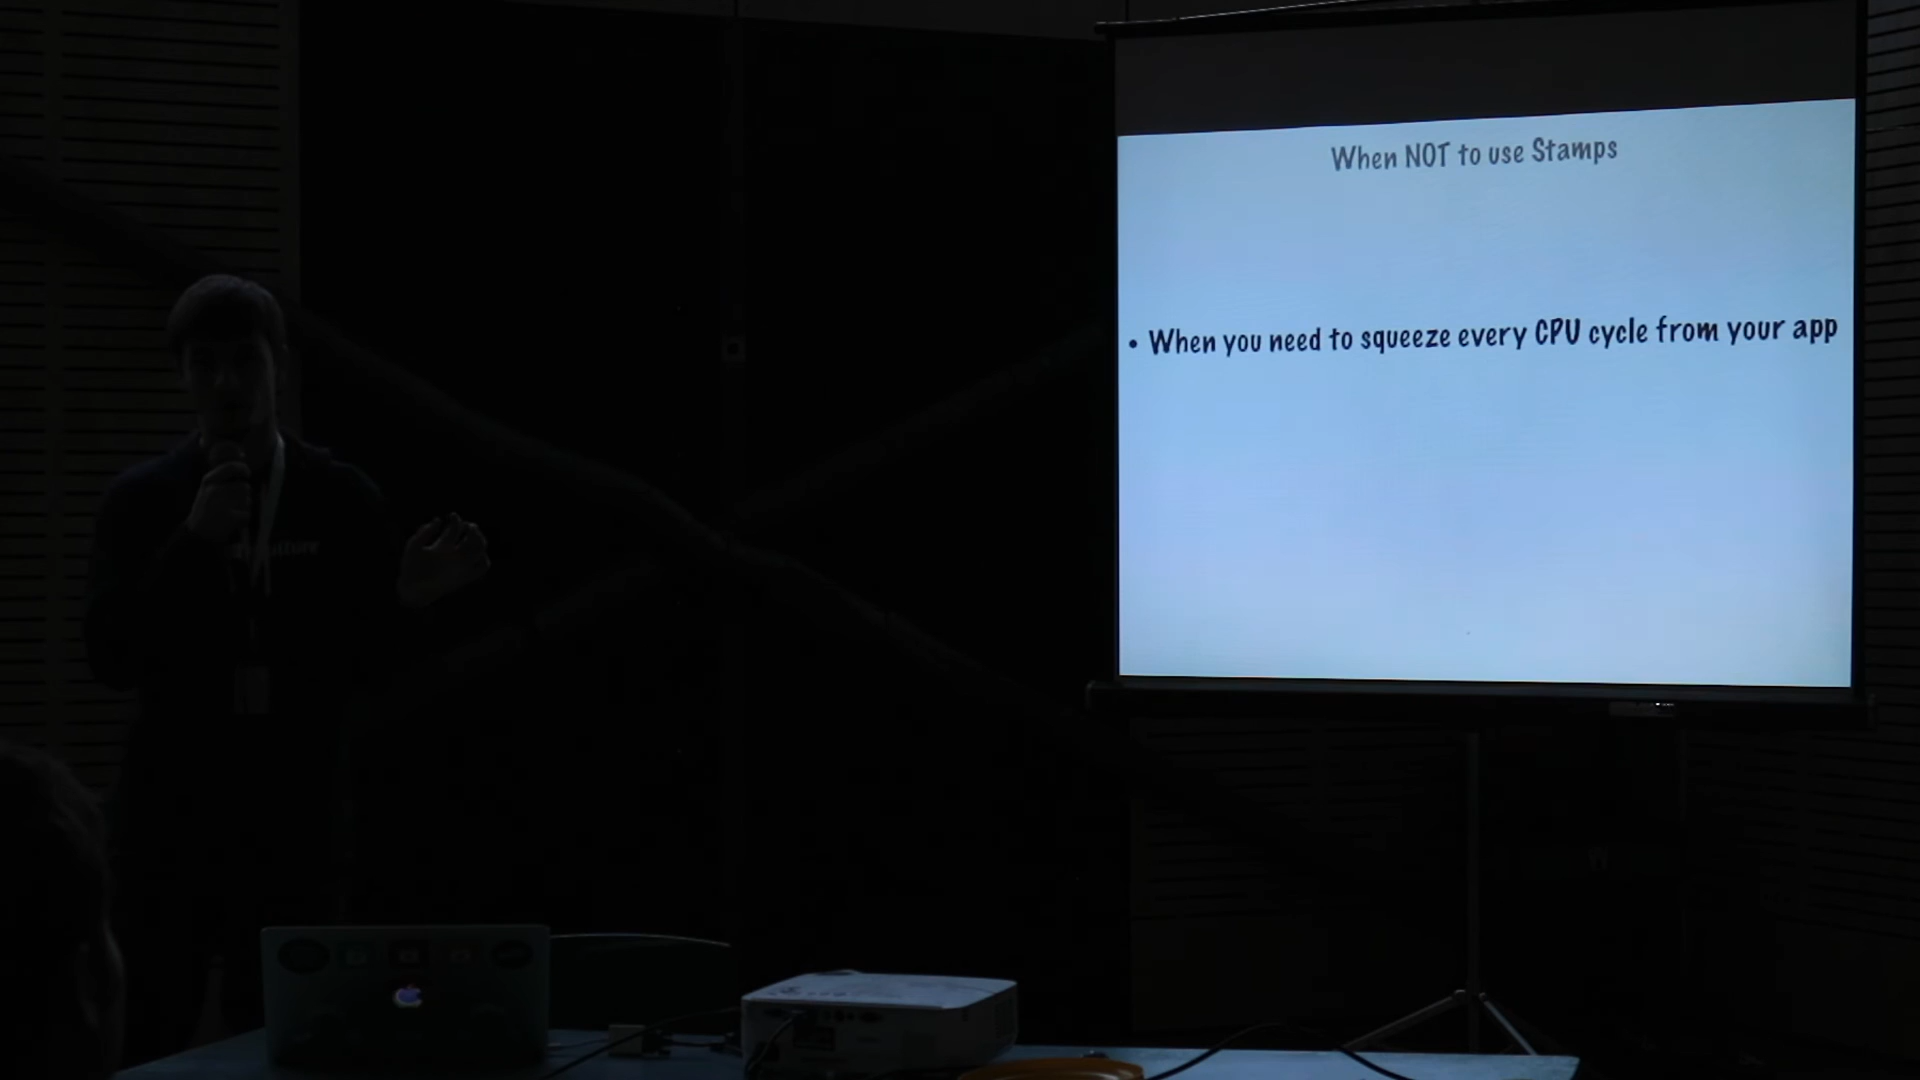 When NOT to use Stamps
• When you need to squeeze every CPU cycle from your app